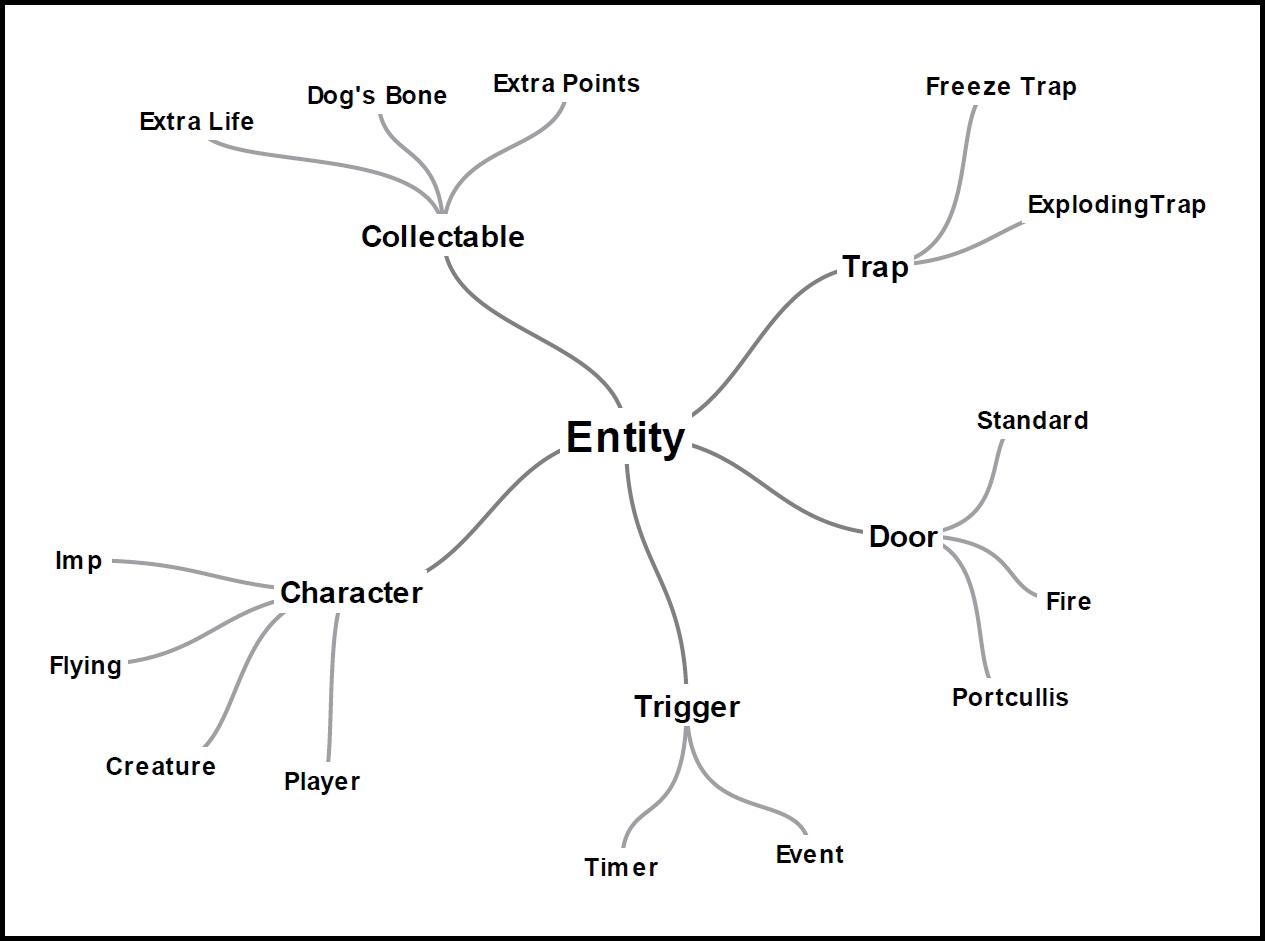 Extra Points
Dog's Bone
Extra Life
Collectable
Freeze Trap
ExplodingTrap
Trap
Entity
Standard
Door
Fire
Portcullis
Imp
Character
Flying
Creature
Player
Trigger
Timer
Event